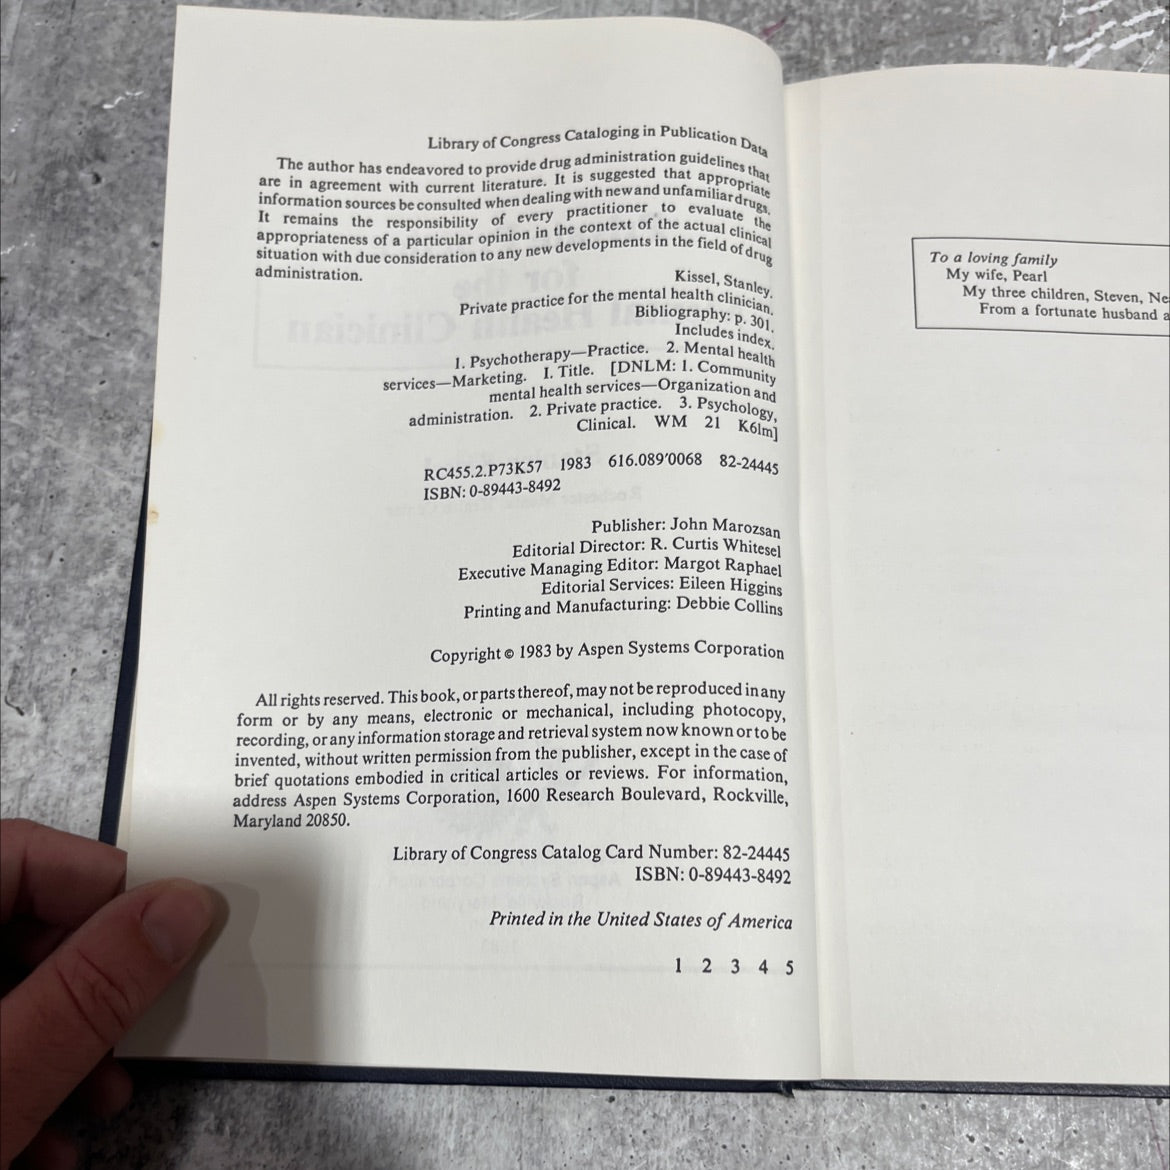 Library of Congress Cataloging in Publication Data
The author has endeavored to provide drug administration guidelines that
are in agreement with current literature. It is suggested that appropriate
information sources be consulted when dealing with new and unfamiliar drugs.
It remains the responsibility of every practitioner to evaluate the
appropriateness of a particular opinion in the context of the actual clinical
situation with due consideration to any new developments in the field of drug
administration.
Kissel, Stanley.
Private practice for the mental health clinician.
Bibliography: p. 301.
Includes index.
1. Psychotherapy—Practice. 2. Mental health
services—Marketing. I. Title. [DNLM: 1. Community
mental health services—Organization and
administration. 2. Private practice. 3. Psychology,
Clinical. WM 21 K6lm]
RC455.2.P73K57 1983 616.089'0068 82-24445
ISBN: 0-89443-8492
Publisher: John Marozsan
Editorial Director: R. Curtis Whitesel
Executive Managing Editor: Margot Raphael
Editorial Services: Eileen Higgins
Printing and Manufacturing: Debbie Collins
Copyright © 1983 by Aspen Systems Corporation
All rights reserved. This book, or parts thereof, may not be reproduced in any
form or by any means, electronic or mechanical, including photocopy,
recording, or any information storage and retrieval system now known or to be
invented, without written permission from the publisher, except in the case of
brief quotations embodied in critical articles or reviews. For information,
address Aspen Systems Corporation, 1600 Research Boulevard, Rockville,
Maryland 20850.
Library of Congress Catalog Card Number: 82-24445
ISBN: 0-89443-8492
Printed in the United States of America
1 2 3 4 5
To a loving family
My wife, Pearl
My three children, Steven,
From a fortunate husband